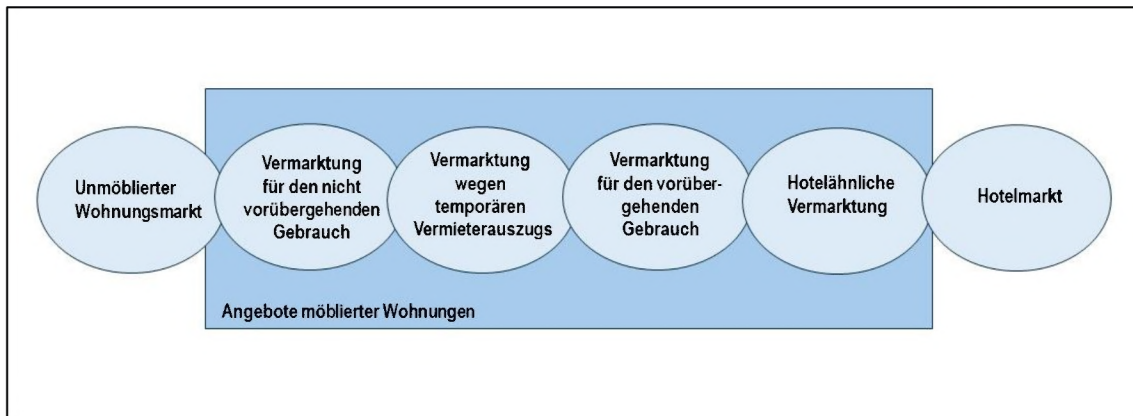 Unmöblierter
Wohnungsmarkt
Vermarktung
für den nicht
vorübergehenden
Gebrauch
Vermarktung
wegen
temporären
Vermieterauszugs
Vermarktung
für den vorüber-
gehenden
Gebrauch
Hotelähnliche
Vermarktung
Hotelmarkt
Angebote möblierter Wohnungen